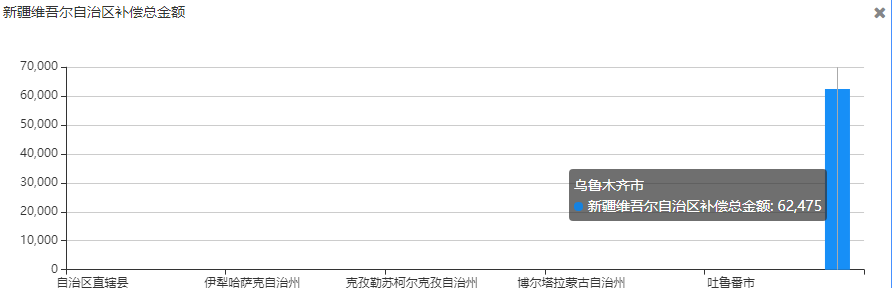 新疆维吾尔自治区补偿总金额
70,000
60,000
50,000
40,000
30,000
20,000
10,000
0
乌鲁木齐市
新疆维吾尔自治区补偿总金额: 62,475
自治区直辖县
伊犁哈萨克自治州
克孜勒苏柯尔克孜自治州
博尔塔拉蒙古自治州
吐鲁番市